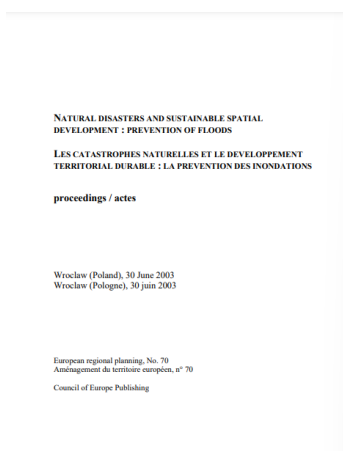 NATURAL DISASTERS AND SUSTAINABLE SPATIAL
DEVELOPMENT : PREVENTION OF FLOODS
LES CATASTROPHES NATURELLES ET LE DEVELOPPEMENT
TERRITORIAL DURABLE : LA PREVENTION DES INONDATIONS
proceedings / actes
Wroclaw (Poland), 30 June 2003
Wroclaw (Pologne), 30 juin 2003
European regional planning, No. 70
Aménagement du territoire européen, n° 70
Council of Europe Publishing